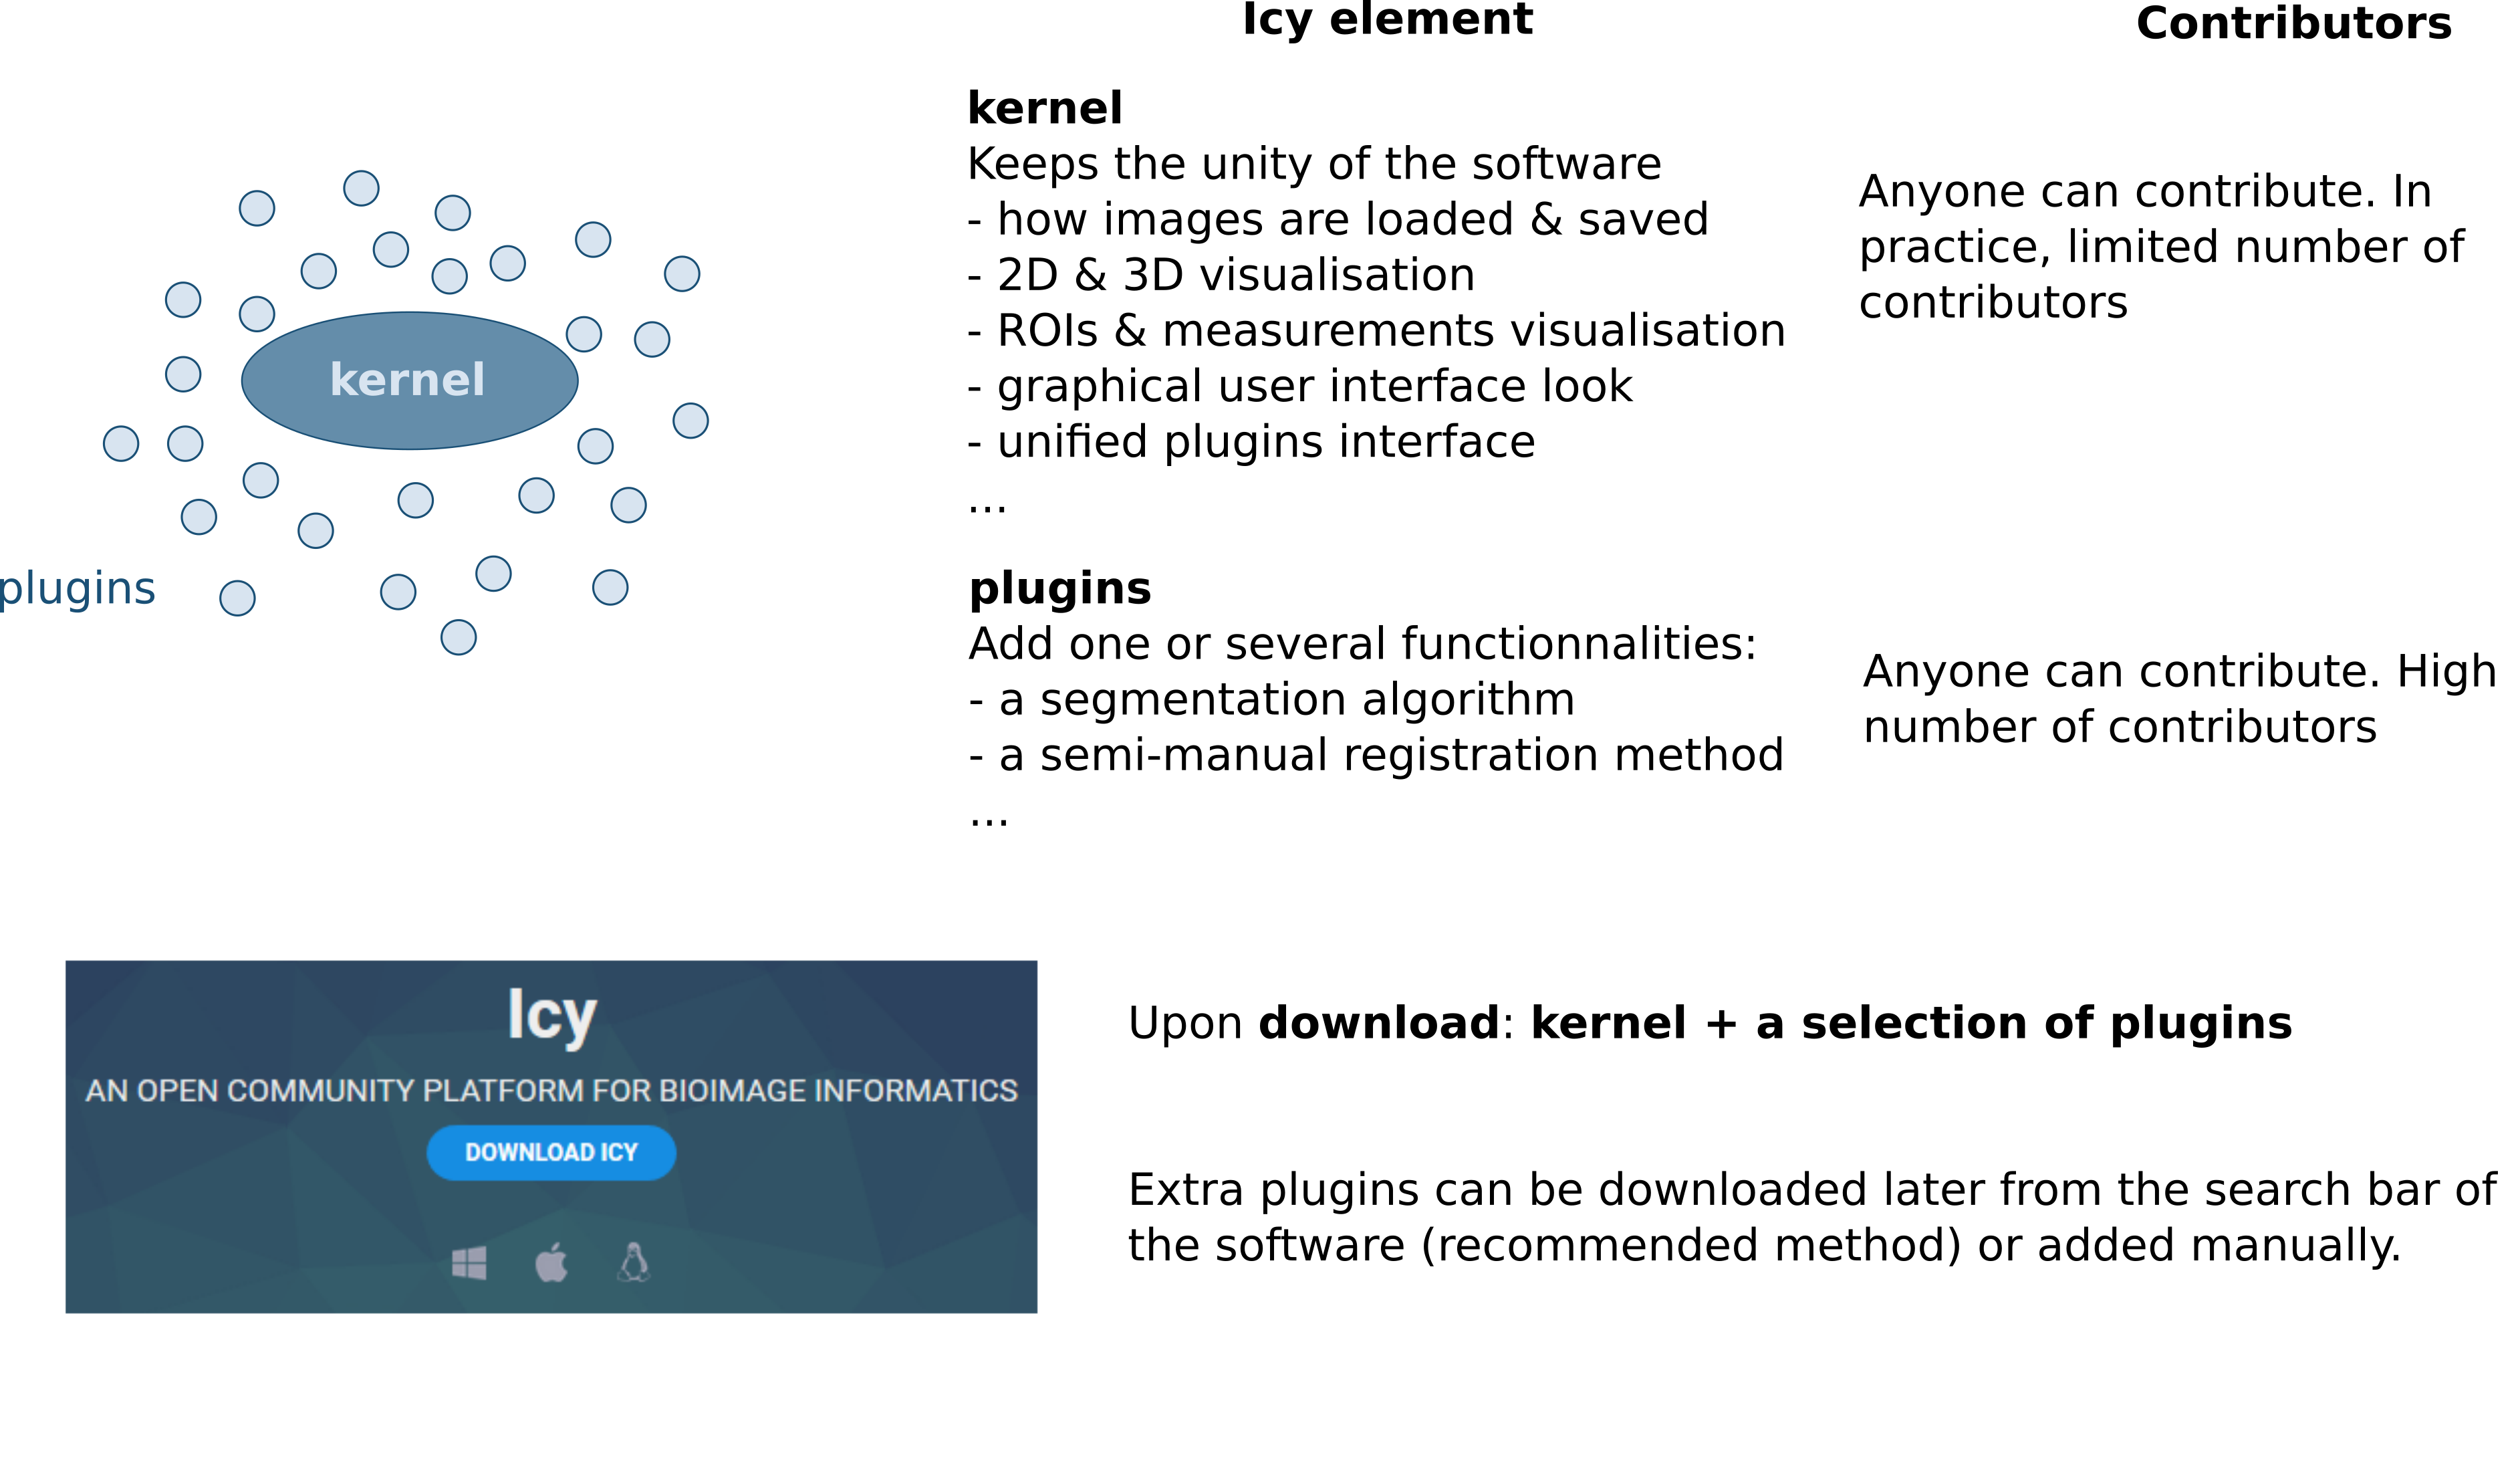 Icy element
Contributors
kernel
Keeps the unity of the software
- how images are loaded & saved
- 2D & 3D visualisation
- ROIs & measurements visualisation
- graphical user interface look
- unified plugins interface
...
Anyone can contribute. In
practice, limited number of
contributors
kernel
plugins
plugins
Add one or several functionnalities:
- a segmentation algorithm
- a semi-manual registration method
...
Anyone can contribute. High
number of contributors
Icy
AN OPEN COMMUNITY PLATFORM FOR BIOIMAGE INFORMATICS
DOWNLOAD ICY
Upon download: kernel + a selection of plugins
Extra plugins can be downloaded later from the search bar of
the software (recommended method) or added manually.